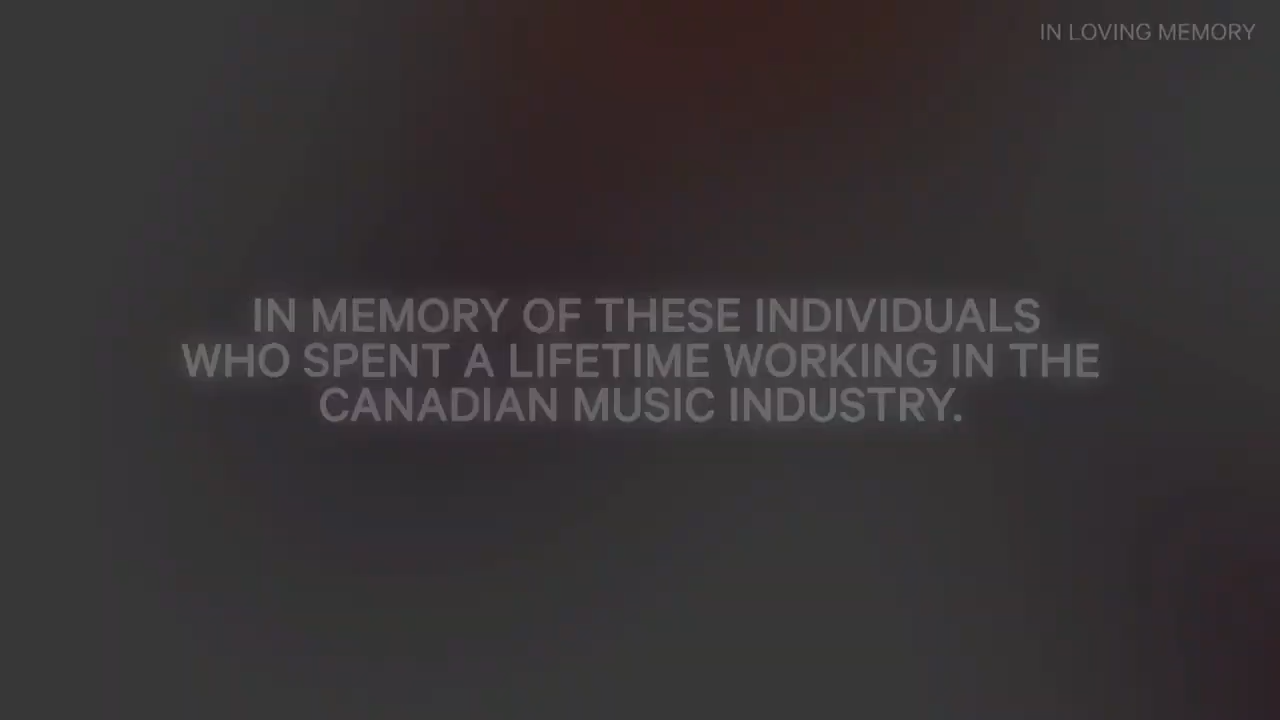 IN LOVING MEMORY
IN MEMORY OF THESE INDIVIDUALS
WHO SPENT A LIFETIME WORKING IN THE
CANADIAN MUSIC INDUSTRY.